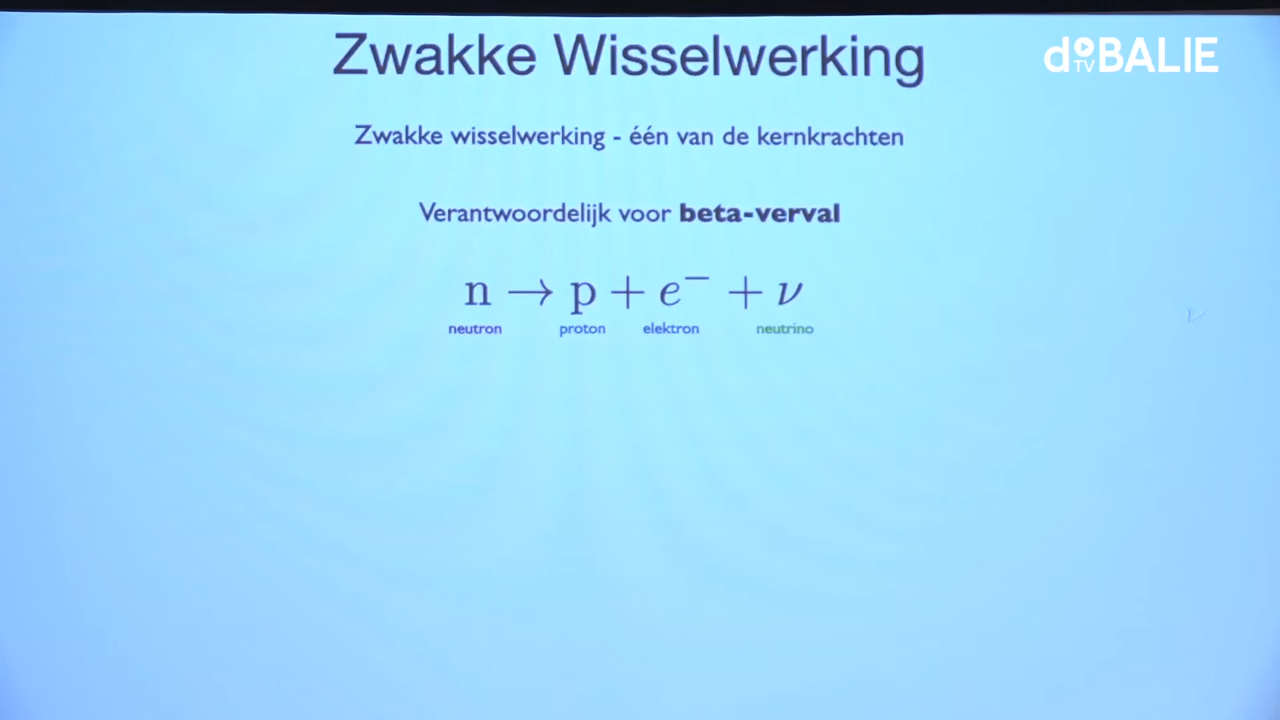 Zwakke Wisselwerking
de BALIE TV
Zwakke wisselwerking - één van de kernkrachten
Verantwoordelijk voor beta-verval
n → p + e⁻ + ν
neutron proton elektron neutrino